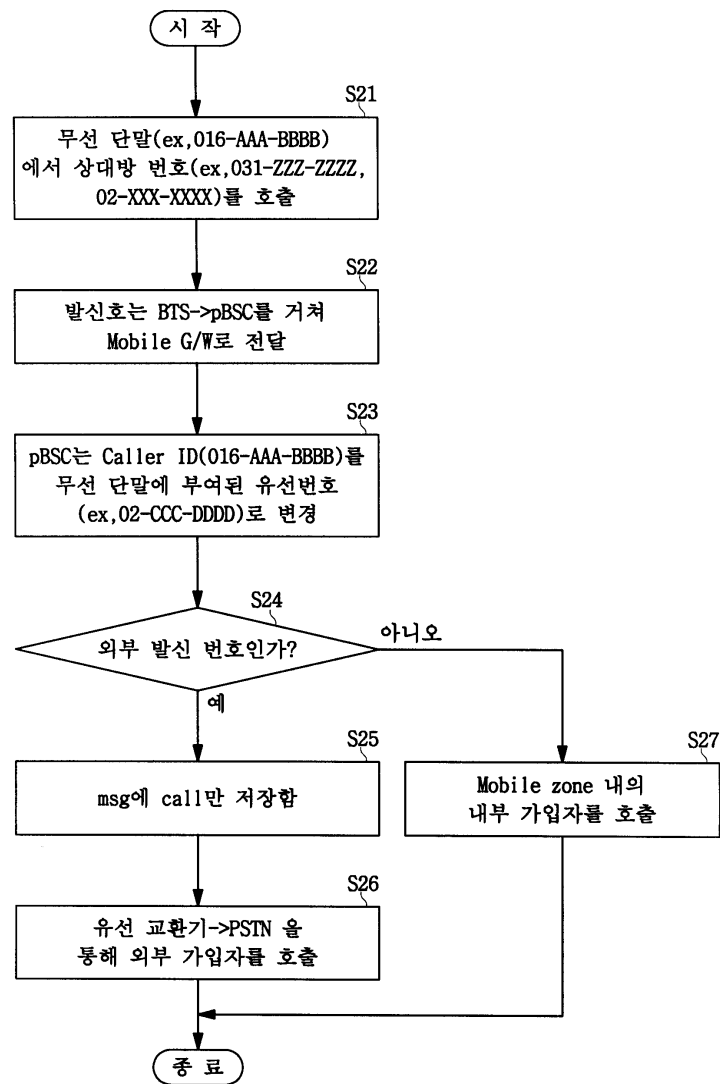 시 작
S21
무선 단말(ex,016-AAA-BBBB)
에서 상대방 번호(ex,031-ZZZ-ZZZZ,
02-XXX-XXXX)를 호출
S22
발신호는 BTS->pBSC를 거쳐
Mobile G/W로 전달
S23
pBSC는 Caller ID(016-AAA-BBBB)를
무선 단말에 부여된 유선번호
(ex,02-CCC-DDDD)로 변경
S24
외부 발신 번호인가?
아니오
예
S25
msg에 call만 저장함
S27
Mobile zone 내의
내부 가입자를 호출
S26
유선 교환기->PSTN 을
통해 외부 가입자를 호출
종 료